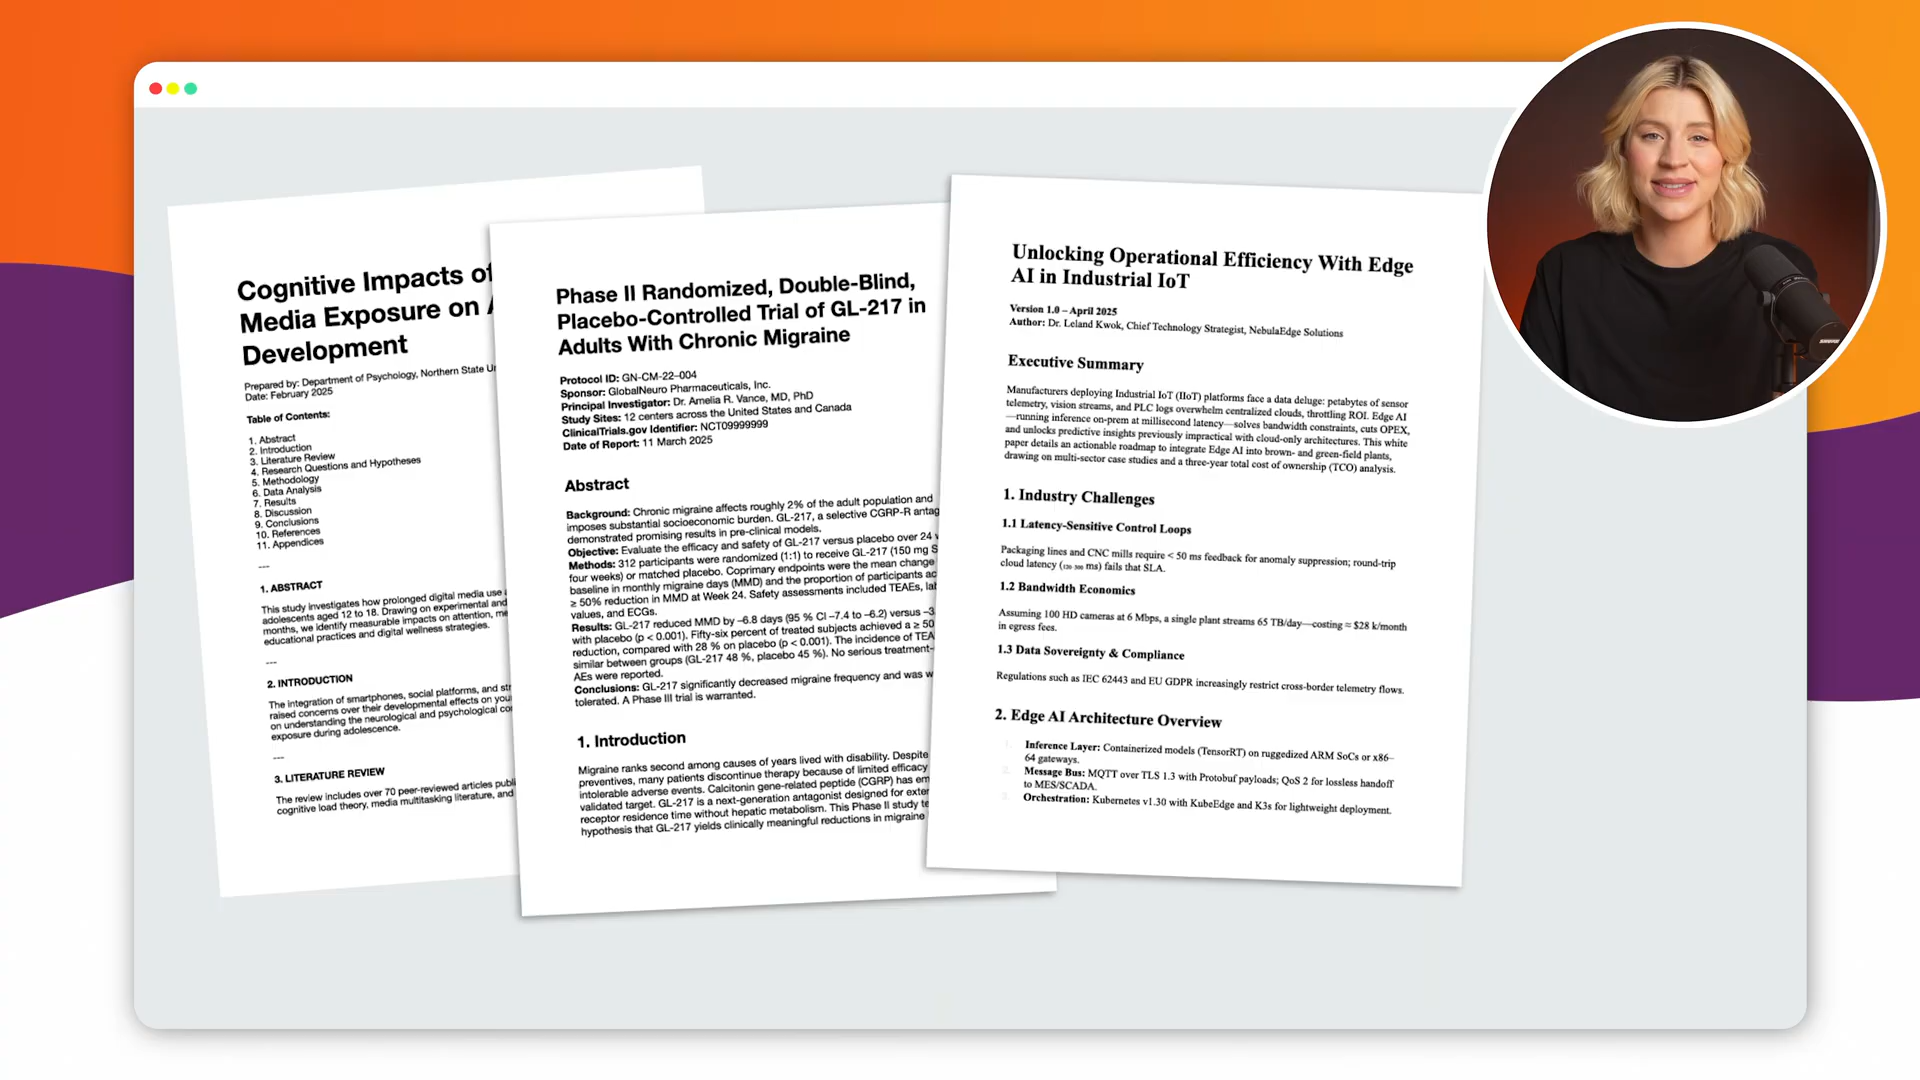 Cognitive Impacts of
Media Exposure on
Development
Prepared by: Department of Psychology, Northern State
Date: February 2025
Table of Contents:
1. Abstract
2. Introduction
3. Literature Review
4. Research Questions and Hypotheses
5. Methodology
6. Data Analysis
7. Results
8. Discussion
9. Conclusions
10. References
11. Appendices
---
1. ABSTRACT
This study investigates how prolonged digital media use
adolescents aged 12 to 18. Drawing on experimental and
months, we identify measurable impacts on attention,
educational practices and digital wellness strategies.
---
2. INTRODUCTION
The integration of smartphones, social platforms, and
raised concerns over their developmental effects on
on understanding the neurological and psychological
exposure during adolescence.
---
3. LITERATURE REVIEW
The review includes over 70 peer-reviewed articles
cognitive load theory, media multitasking literature, and
Phase II Randomized, Double-Blind,
Placebo-Controlled Trial of GL-217 in
Adults With Chronic Migraine
Protocol ID: GN-CM-22-004
Sponsor: GlobalNeuro Pharmaceuticals, Inc.
Principal Investigator: Dr. Amelia R. Vance, MD, PhD
Study Sites: 12 centers across the United States and Canada
ClinicalTrials.gov Identifier: NCT09999999
Date of Report: 11 March 2025
Abstract
Background: Chronic migraine affects roughly 2% of the adult population and
imposes substantial socioeconomic burden. GL-217, a selective CGRP-R
demonstrated promising results in pre-clinical models.
Objective: Evaluate the efficacy and safety of GL-217 versus placebo over 24
Methods: 312 participants were randomized (1:1) to receive GL-217 (150 mg
four weeks) or matched placebo. Coprimary endpoints were the mean change
baseline in monthly migraine days (MMD) and the proportion of participants
≥ 50% reduction in MMD at Week 24. Safety assessments included TEAEs,
values, and ECGs.
Results: GL-217 reduced MMD by –6.8 days (95 % CI –7.4 to –6.2) versus
with placebo (p < 0.001). Fifty-six percent of treated subjects achieved a ≥ 50
reduction, compared with 28 % on placebo (p < 0.001). The incidence of
similar between groups (GL-217 48 %, placebo 45 %). No serious treatment-
AEs were reported.
Conclusions: GL-217 significantly decreased migraine frequency and was
tolerated. A Phase III trial is warranted.
1. Introduction
Migraine ranks second among causes of years lived with disability. Despite
preventives, many patients discontinue therapy because of limited efficacy
intolerable adverse events. Calcitonin gene-related peptide (CGRP) has
validated target. GL-217 is a next-generation antagonist designed for
receptor residence time without hepatic metabolism. This Phase II study
hypothesis that GL-217 yields clinically meaningful reductions in migraine
Unlocking Operational Efficiency With Edge
AI in Industrial IoT
Version 1.0 – April 2025
Author: Dr. Leland Kwok, Chief Technology Strategist, NebulaEdge Solutions
Executive Summary
Manufacturers deploying Industrial IoT (IIoT) platforms face a data deluge: petabytes of sensor
telemetry, vision streams, and PLC logs overwhelm centralized clouds, throttling ROI. Edge AI
—running inference on-prem at millisecond latency—solves bandwidth constraints, cuts OPEX,
and unlocks predictive insights previously impractical with cloud-only architectures. This white
paper details an actionable roadmap to integrate Edge AI into brown- and green-field plants,
drawing on multi-sector case studies and a three-year total cost of ownership (TCO) analysis.
1. Industry Challenges
1.1 Latency-Sensitive Control Loops
Packaging lines and CNC mills require < 50 ms feedback for anomaly suppression; round-trip
cloud latency (120-300 ms) fails that SLA.
1.2 Bandwidth Economics
Assuming 100 HD cameras at 6 Mbps, a single plant streams 65 TB/day—costing ≈ $28 k/month
in egress fees.
1.3 Data Sovereignty & Compliance
Regulations such as IEC 62443 and EU GDPR increasingly restrict cross-border telemetry flows.
2. Edge AI Architecture Overview
1. Inference Layer: Containerized models (TensorRT) on ruggedized ARM SoCs or x86-
64 gateways.
2. Message Bus: MQTT over TLS 1.3 with Protobuf payloads; QoS 2 for lossless handoff
to MES/SCADA.
3. Orchestration: Kubernetes v1.30 with KubeEdge and K3s for lightweight deployment.